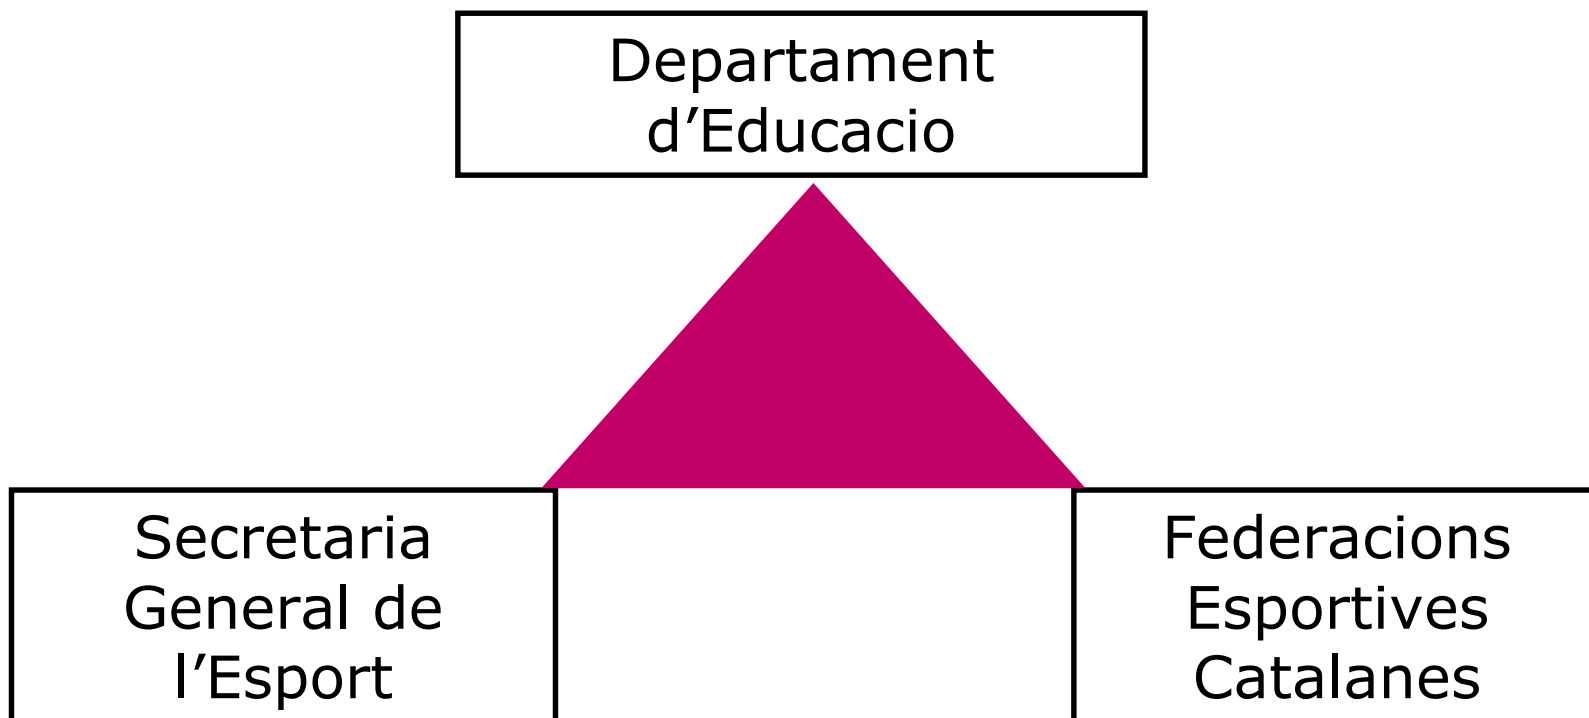 Departament
d’Educacio
Secretaria
General de
l’Esport
Federacions
Esportives
Catalanes